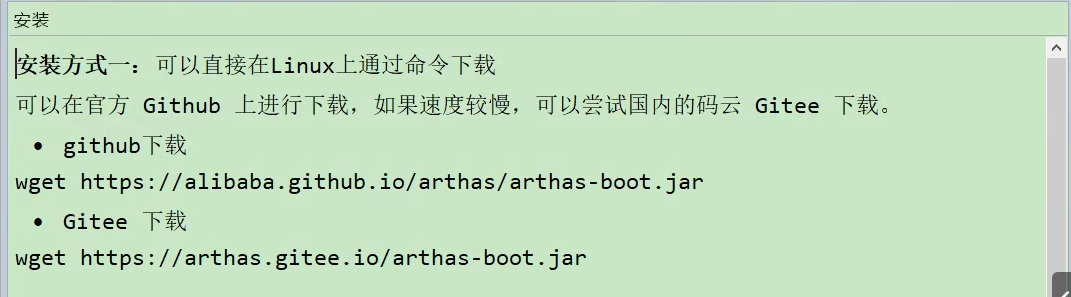 安装
安装方式一：可以直接在Linux上通过命令下载
可以在官方 Github 上进行下载，如果速度较慢，可以尝试国内的码云 Gitee 下载。
• github下载
wget https://alibaba.github.io/arthas/arthas-boot.jar
• Gitee 下载
wget https://arthas.gitee.io/arthas-boot.jar